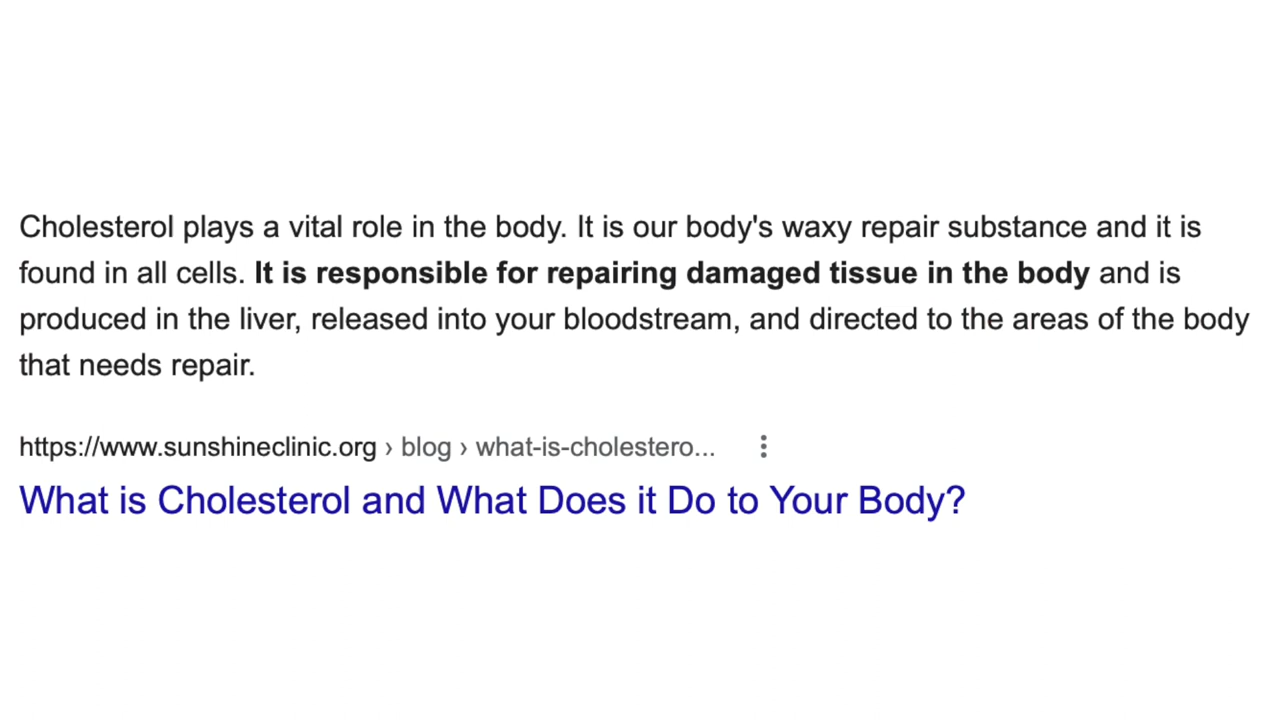 Cholesterol plays a vital role in the body. It is our body's waxy repair substance and it is
found in all cells. It is responsible for repairing damaged tissue in the body and is
produced in the liver, released into your bloodstream, and directed to the areas of the body
that needs repair.
https://www.sunshineclinic.org › blog › what-is-cholestero...
What is Cholesterol and What Does it Do to Your Body?